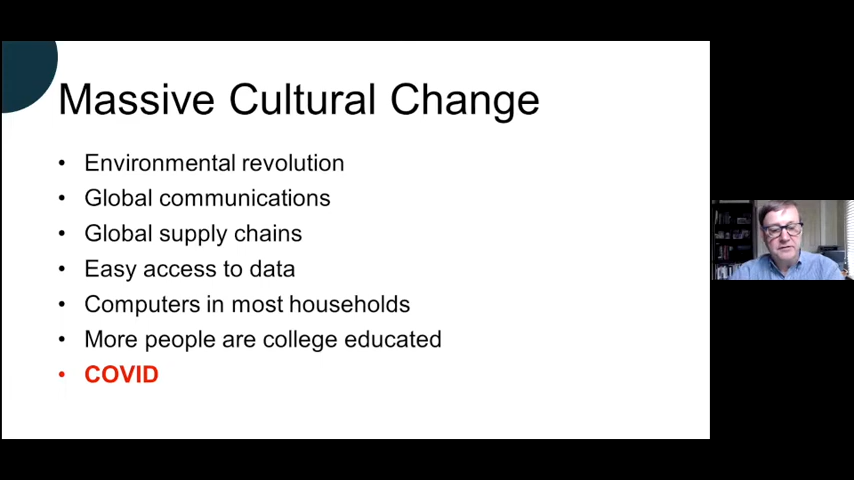 Massive Cultural Change
• Environmental revolution
• Global communications
• Global supply chains
• Easy access to data
• Computers in most households
• More people are college educated
• COVID